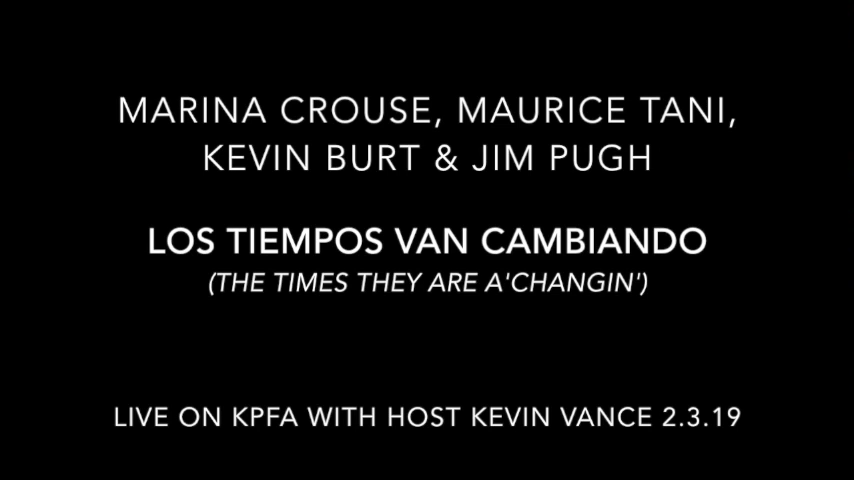 MARINA CROUSE, MAURICE TANI,
KEVIN BURT & JIM PUGH
LOS TIEMPOS VAN CAMBIANDO
(THE TIMES THEY ARE A'CHANGIN')
LIVE ON KPFA WITH HOST KEVIN VANCE 2.3.19